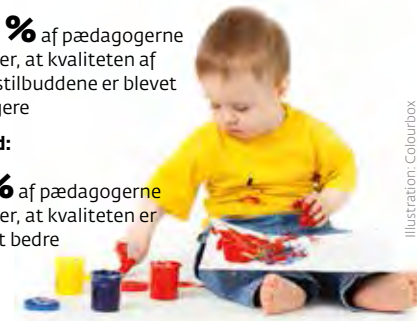 % af pædagogerne
er, at kvaliteten af
stilbuddene er blevet
gere
d:
% af pædagogerne
er, at kvaliteten er
t bedre
Illustration: Colourbox